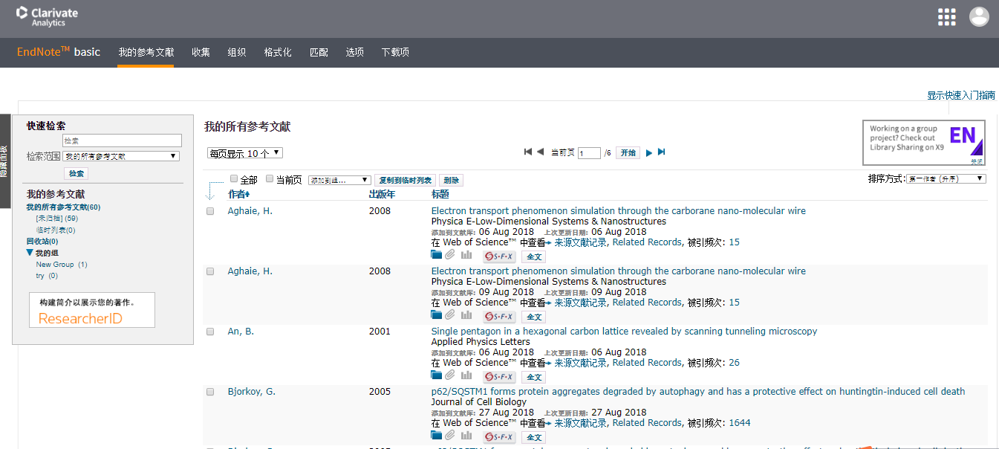 Clarivate
Analytics
EndNote™ basic 我的参考文献 收集 组织 格式化 匹配 选项 下载项
显示快速入门指南
隐藏面板
快速检索
检索
检索范围 我的所有参考文献
检索
我的参考文献
我的所有参考文献(60)
[未归档] (59)
临时列表(0)
回收站(0)
我的组
New Group (1)
try (0)
构建简介以展示您的著作。
ResearcherID
我的所有参考文献
Working on a group
project? Check out
Library Sharing on X9
EN
关闭
每页显示 10 个 当前页 1 /6 开始
排序方式: 第一作者 (升序)
全部 当前页 添加到组... 复制到临时列表 删除
作者 出版年 标题
Aghaie, H. 2008 Electron transport phenomenon simulation through the carborane nano-molecular wire
Physica E-Low-Dimensional Systems & Nanostructures
添加到文献库: 06 Aug 2018 上次更新日期: 06 Aug 2018
在 Web of Science™ 中查看 来源文献记录, Related Records, 被引频次: 15
S·F·X 全文
Aghaie, H. 2008 Electron transport phenomenon simulation through the carborane nano-molecular wire
Physica E-Low-Dimensional Systems & Nanostructures
添加到文献库: 09 Aug 2018 上次更新日期: 09 Aug 2018
在 Web of Science™ 中查看 来源文献记录, Related Records, 被引频次: 15
S·F·X 全文
An, B. 2001 Single pentagon in a hexagonal carbon lattice revealed by scanning tunneling microscopy
Applied Physics Letters
添加到文献库: 06 Aug 2018 上次更新日期: 06 Aug 2018
在 Web of Science™ 中查看 来源文献记录, Related Records, 被引频次: 26
S·F·X 全文
Bjorkoy, G. 2005 p62/SQSTM1 forms protein aggregates degraded by autophagy and has a protective effect on huntingtin-induced cell death
Journal of Cell Biology
添加到文献库: 27 Aug 2018 上次更新日期: 27 Aug 2018
在 Web of Science™ 中查看 来源文献记录, Related Records, 被引频次: 1644
S·F·X 全文